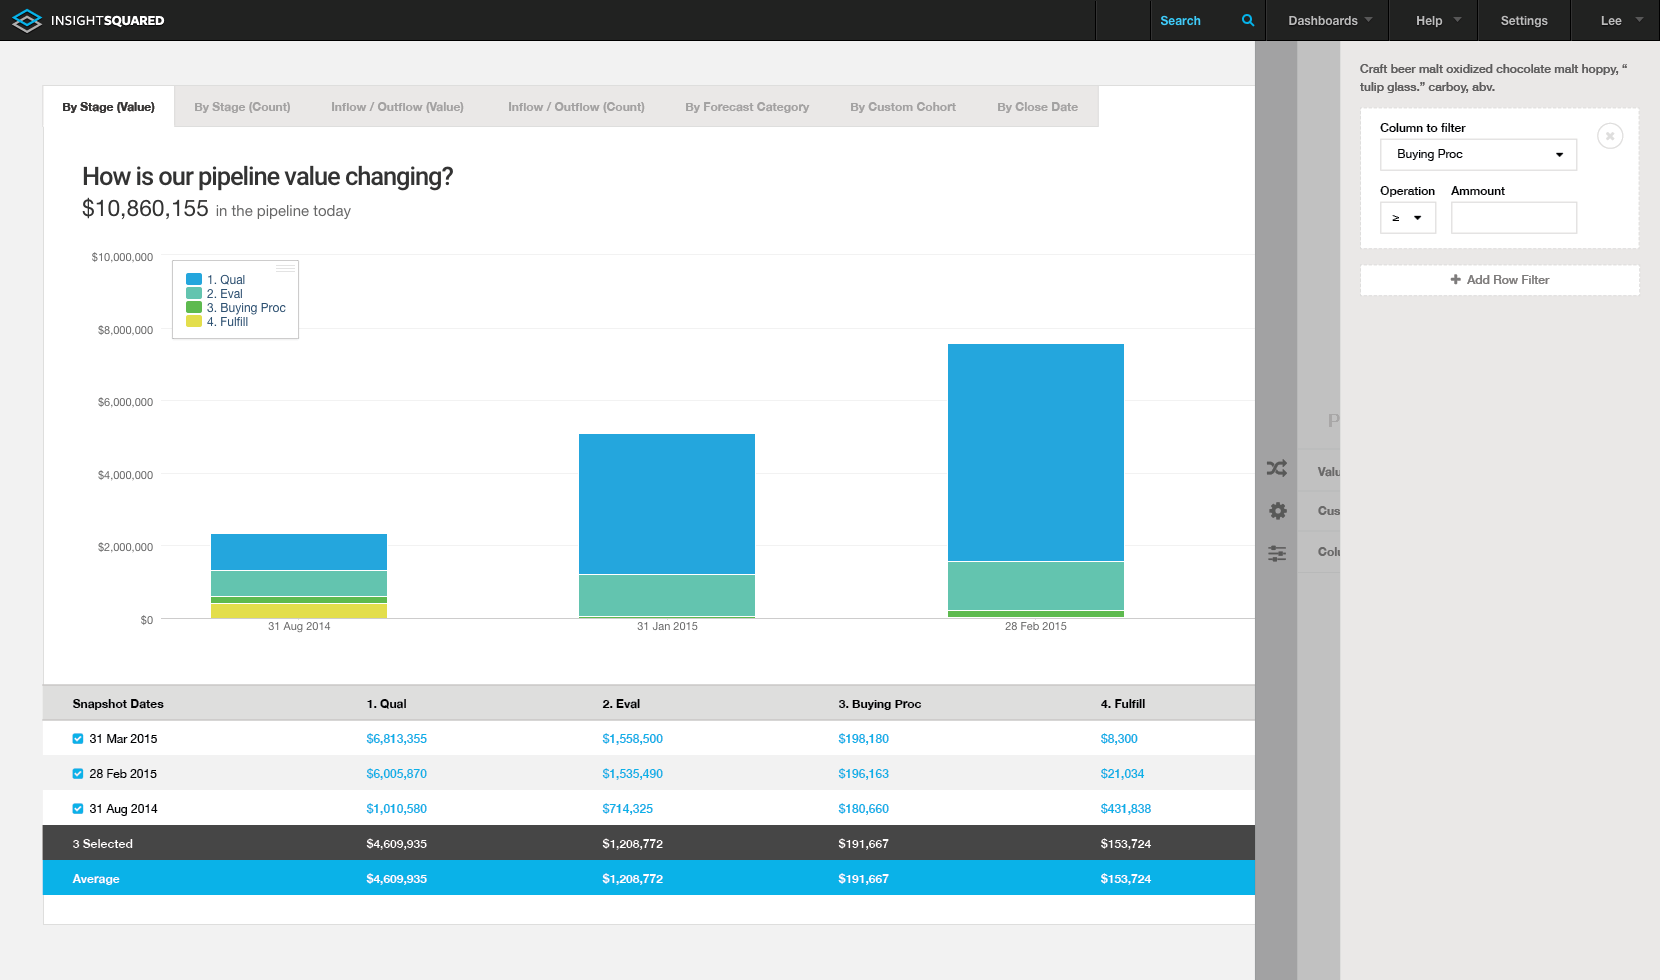 INSIGHTSQUARED
Search Dashboards Help Settings Lee
By Stage (Value) By Stage (Count) Inflow / Outflow (Value) Inflow / Outflow (Count) By Forecast Category By Custom Cohort By Close Date
How is our pipeline value changing?
$10,860,155 in the pipeline today
$10,000,000
$8,000,000
$6,000,000
$4,000,000
$2,000,000
$0
1. Qual
2. Eval
3. Buying Proc
4. Fulfill
31 Aug 2014 31 Jan 2015 28 Feb 2015
Snapshot Dates 1. Qual 2. Eval 3. Buying Proc 4. Fulfill
31 Mar 2015 $6,813,355 $1,558,500 $198,180 $8,300
28 Feb 2015 $6,005,870 $1,535,490 $196,163 $21,034
31 Aug 2014 $1,010,580 $714,325 $180,660 $431,838
3 Selected $4,609,935 $1,208,772 $191,667 $153,724
Average $4,609,935 $1,208,772 $191,667 $153,724
P
Valu
Cus
Colu
Craft beer malt oxidized chocolate malt hoppy, “
tulip glass.” carboy, abv.
Column to filter
Buying Proc
Operation Ammount
≥
Add Row Filter